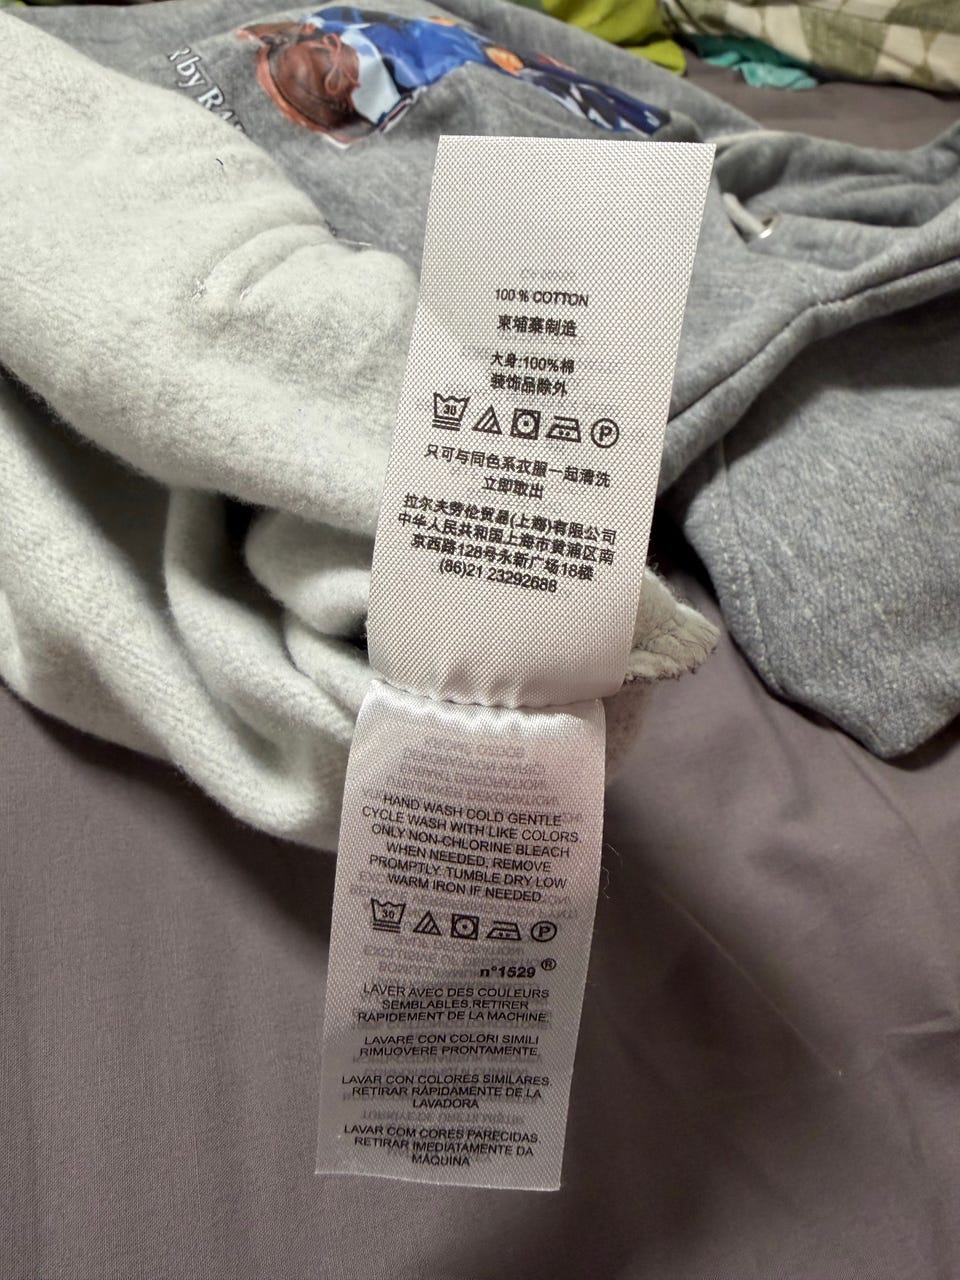 R by RA
100 % COTTON
柬埔寨制造
大身:100%棉
装饰品除外
30
P
只可与同色系衣服一起清洗
立即取出
拉尔夫劳伦贸易(上海)有限公司
中华人民共和国上海市黄浦区南
京西路128号永新广场16楼
(86)21 23292688
HAND WASH COLD GENTLE
CYCLE WASH WITH LIKE COLORS.
ONLY NON-CHLORINE BLEACH
WHEN NEEDED. REMOVE
PROMPTLY. TUMBLE DRY LOW
WARM IRON IF NEEDED.
30
P
n°1529 ®
LAVER AVEC DES COULEURS
SEMBLABLES,RETIRER
RAPIDEMENT DE LA MACHINE.
LAVARE CON COLORI SIMILI
RIMUOVERE PRONTAMENTE.
LAVAR CON COLORES SIMILARES
RETIRAR RÁPIDAMENTE DE LA
LAVADORA
LAVAR COM CORES PARECIDAS.
RETIRAR IMEDIATAMENTE DA
MÁQUINA